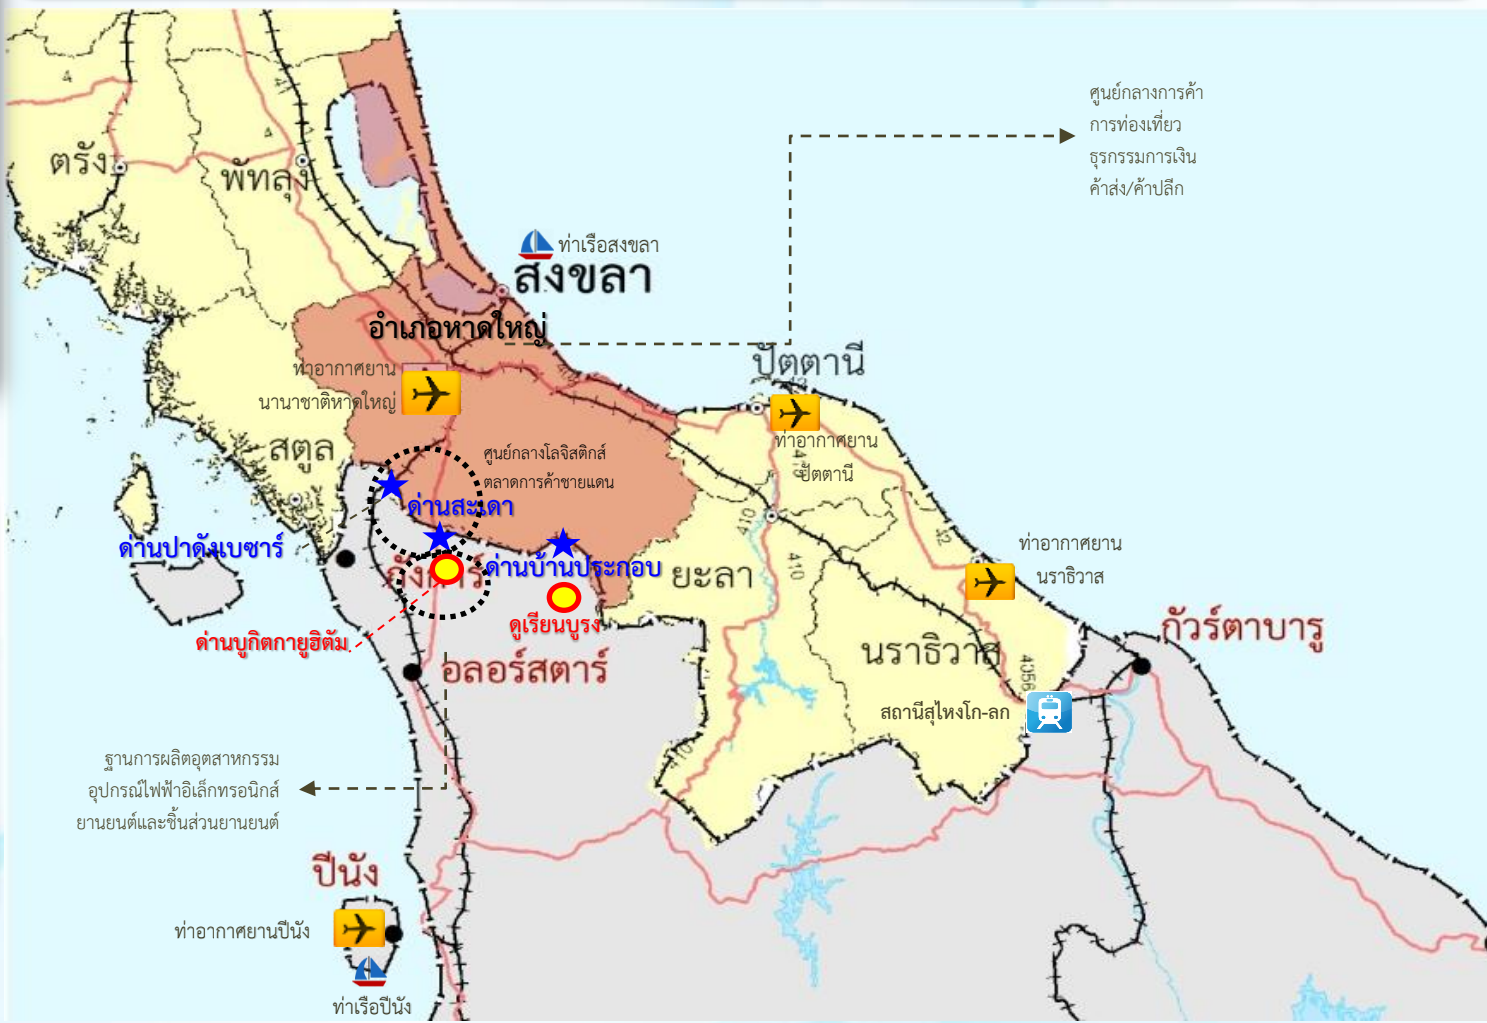 ศูนย์กลางการค้า
การท่องเที่ยว
ธุรกรรมการเงิน
ค้าส่ง/ค้าปลีก
4
4
41
ตรัง
พัทลุง
ท่าเรือสงขลา
สงขลา
อำเภอหาดใหญ่
ท่าอากาศยาน
นานาชาติหาดใหญ่
ปัตตานี
ท่าอากาศยาน
ปัตตานี
สตูล
ศูนย์กลางโลจิสติกส์
ตลาดการค้าชายแดน
ด่านสะเดา
ด่านปาดังเบซาร์
ด่านบ้านประกอบ
ยะลา
410
410
42
ท่าอากาศยาน
นราธิวาส
ดูเรียนบูรง
ด่านบูกิตกายูฮิตัม
อลอร์สตาร์
นราธิวาส
4056
กัวร์ตาบารู
สถานีสุไหงโก-ลก
ฐานการผลิตอุตสาหกรรม
อุปกรณ์ไฟฟ้าอิเล็กทรอนิกส์
ยานยนต์และชิ้นส่วนยานยนต์
ปีนัง
ท่าอากาศยานปีนัง
ท่าเรือปีนัง